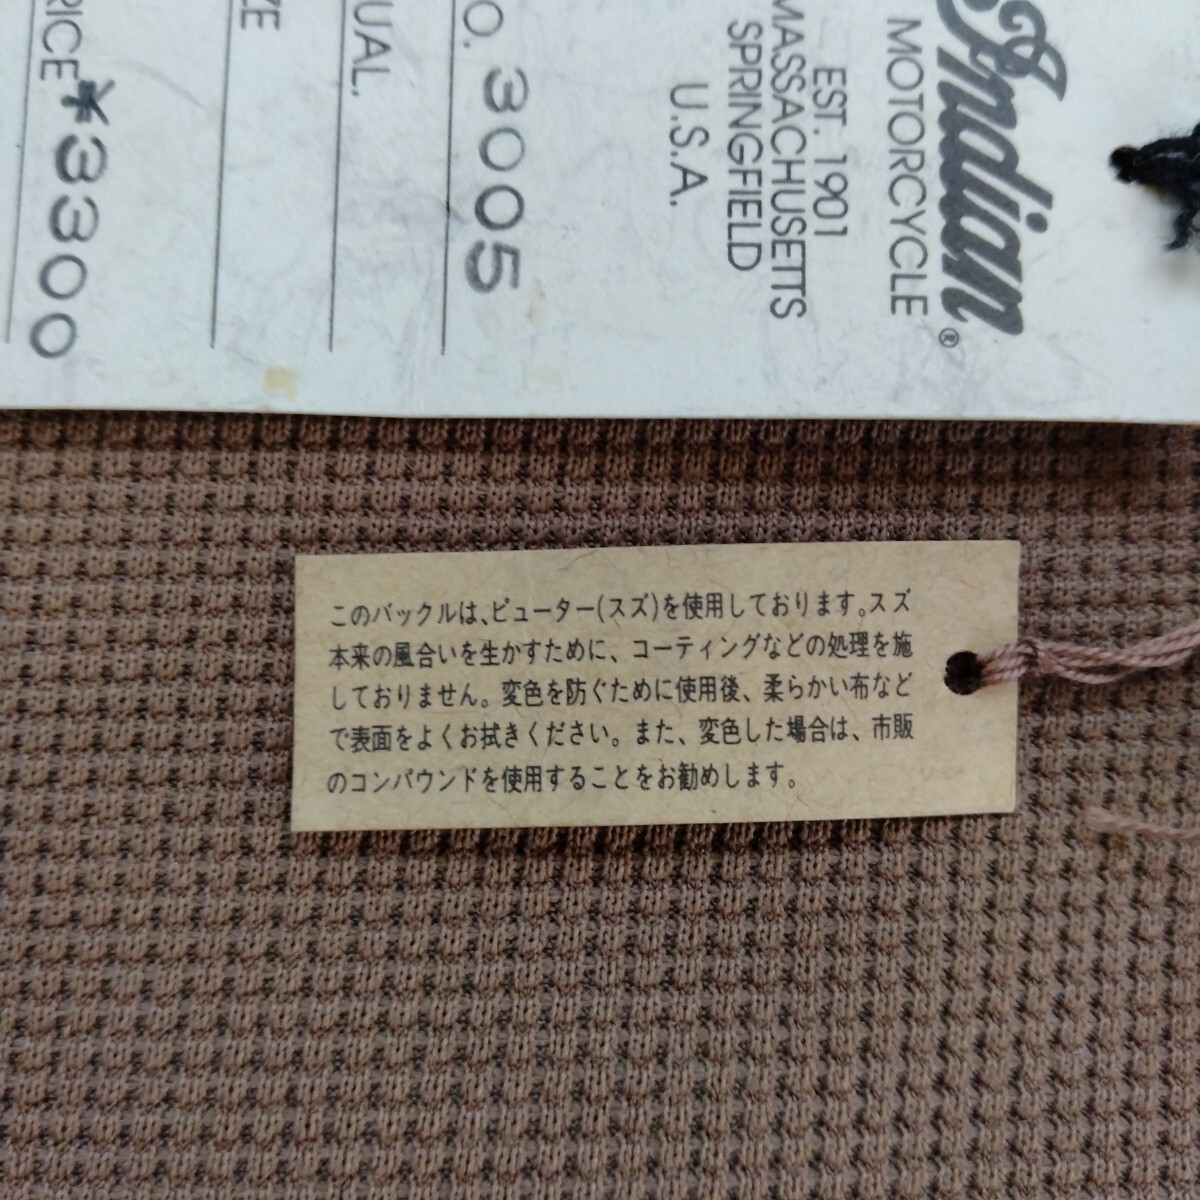 Indian®
MOTORCYCLE
EST. 1901
MASSACHUSETTS
SPRINGFIELD
U.S.A.
O. 3005
UAL.
ZE
RICE ¥3300
このバックルは、ピューター(スズ)を使用しております。スズ
本来の風合いを生かすために、コーティングなどの処理を施
しておりません。変色を防ぐために使用後、柔らかい布など
で表面をよくお拭きください。また、変色した場合は、市販
のコンパウンドを使用することをお勧めします。